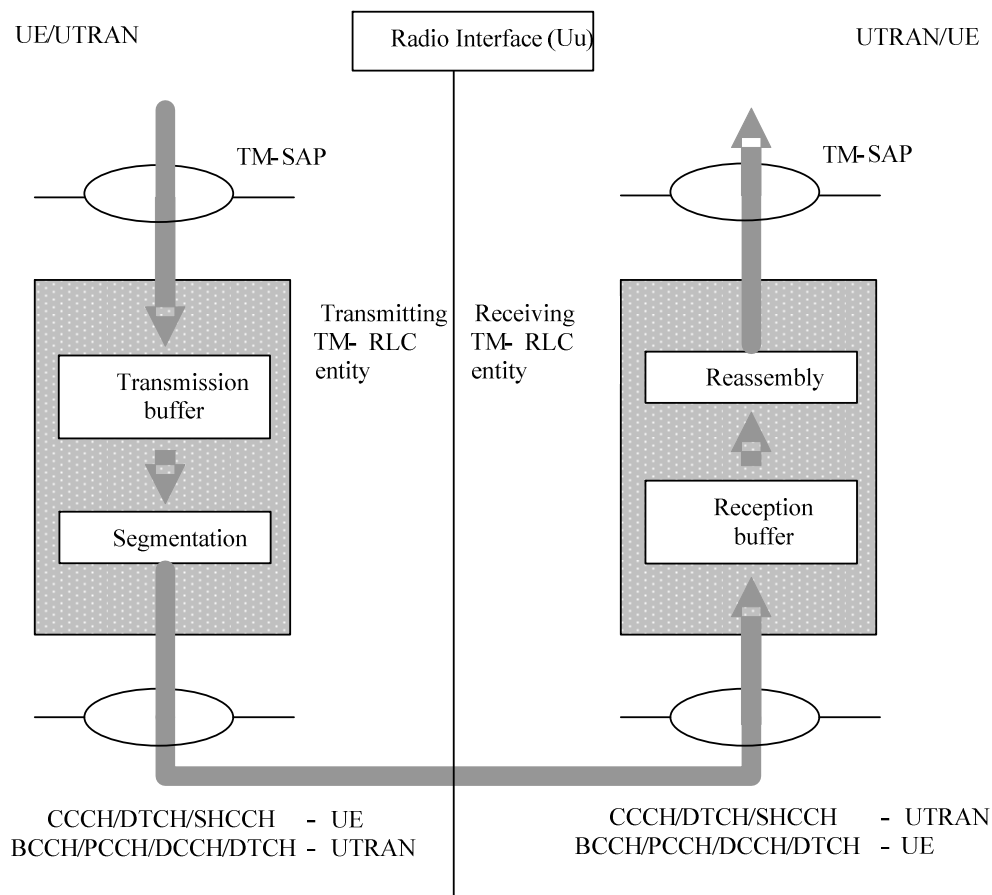 UE/UTRAN
Radio Interface (Uu)
UTRAN/UE
TM-SAP
TM-SAP
Transmitting
TM- RLC
entity
Receiving
TM- RLC
entity
Transmission
buffer
Segmentation
Reassembly
Reception
buffer
CCCH/DTCH/SHCCH - UE
BCCH/PCCH/DCCH/DTCH - UTRAN
CCCH/DTCH/SHCCH - UTRAN
BCCH/PCCH/DCCH/DTCH - UE